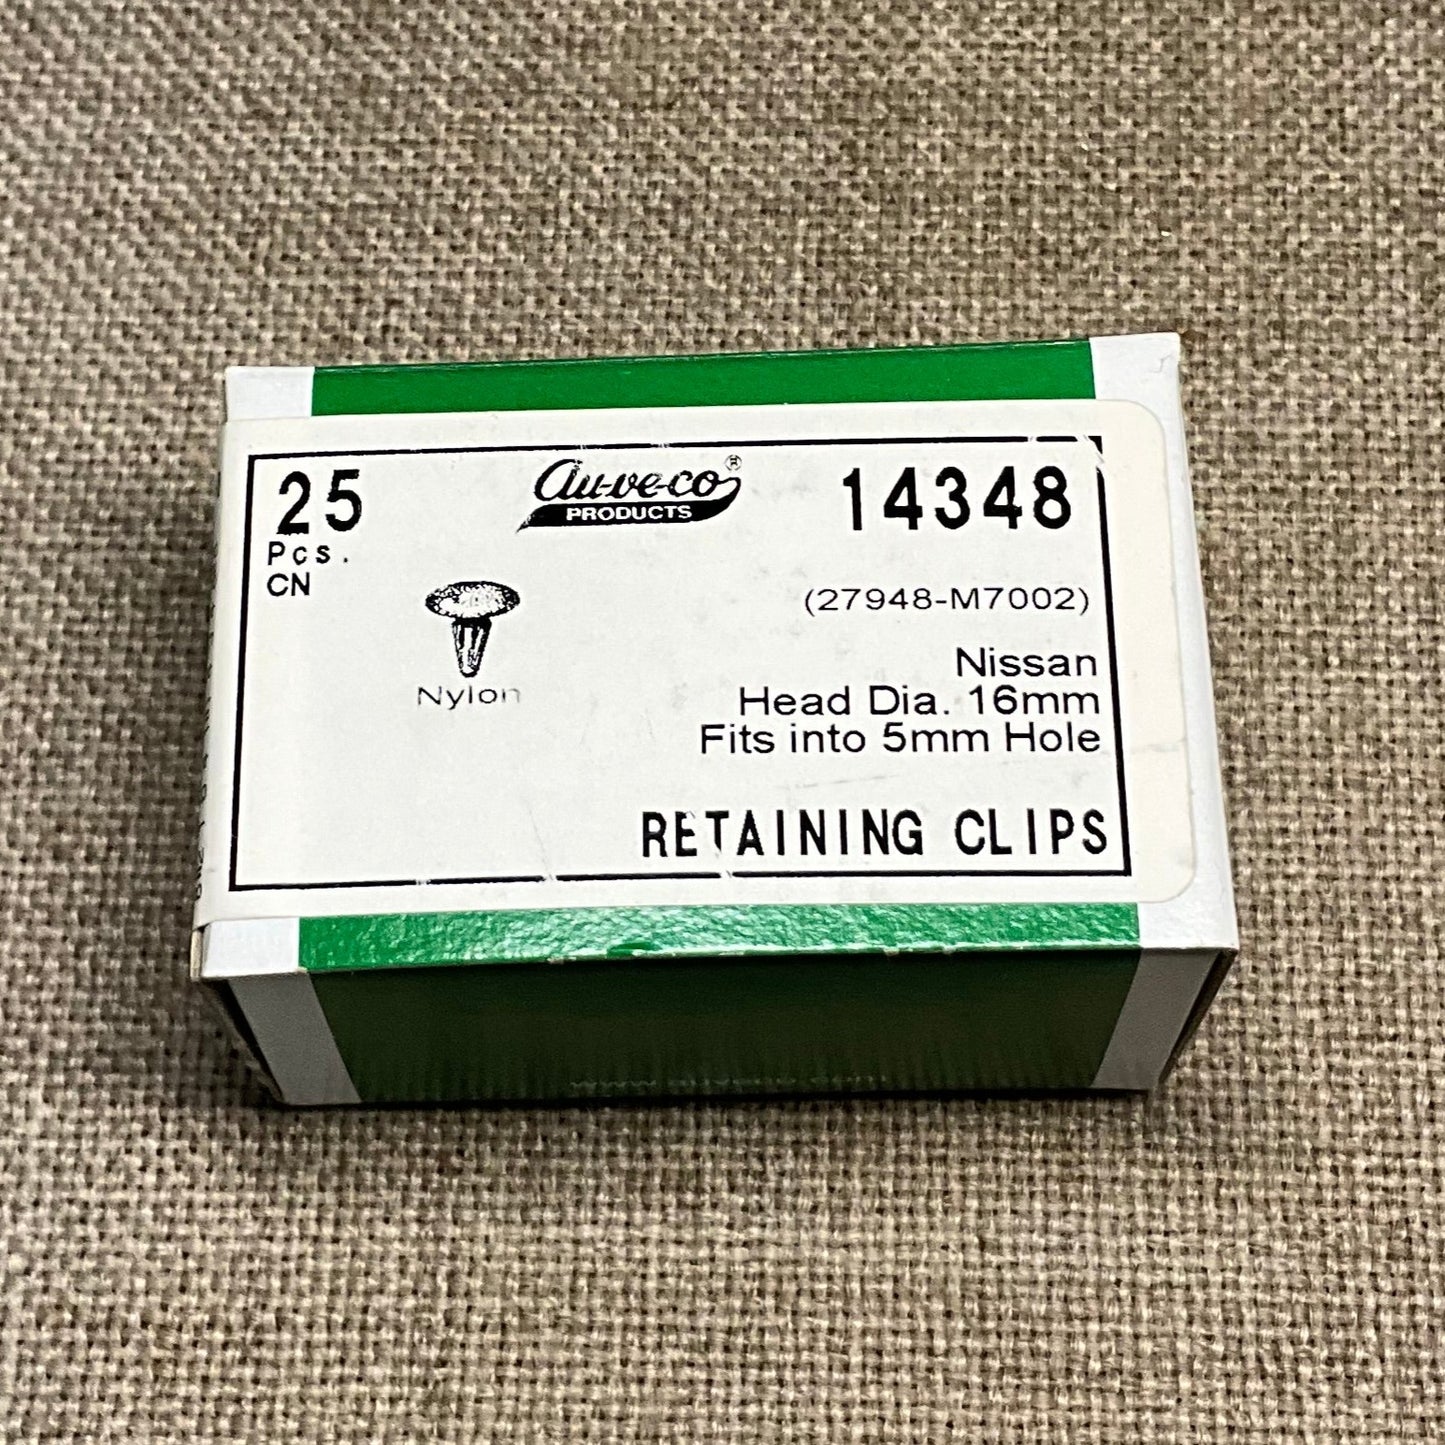 25
Pcs.
CN
au-ve-co®
PRODUCTS
14348
(27948-M7002)
Nylon
Nissan
Head Dia. 16mm
Fits into 5mm Hole
RETAINING CLIPS